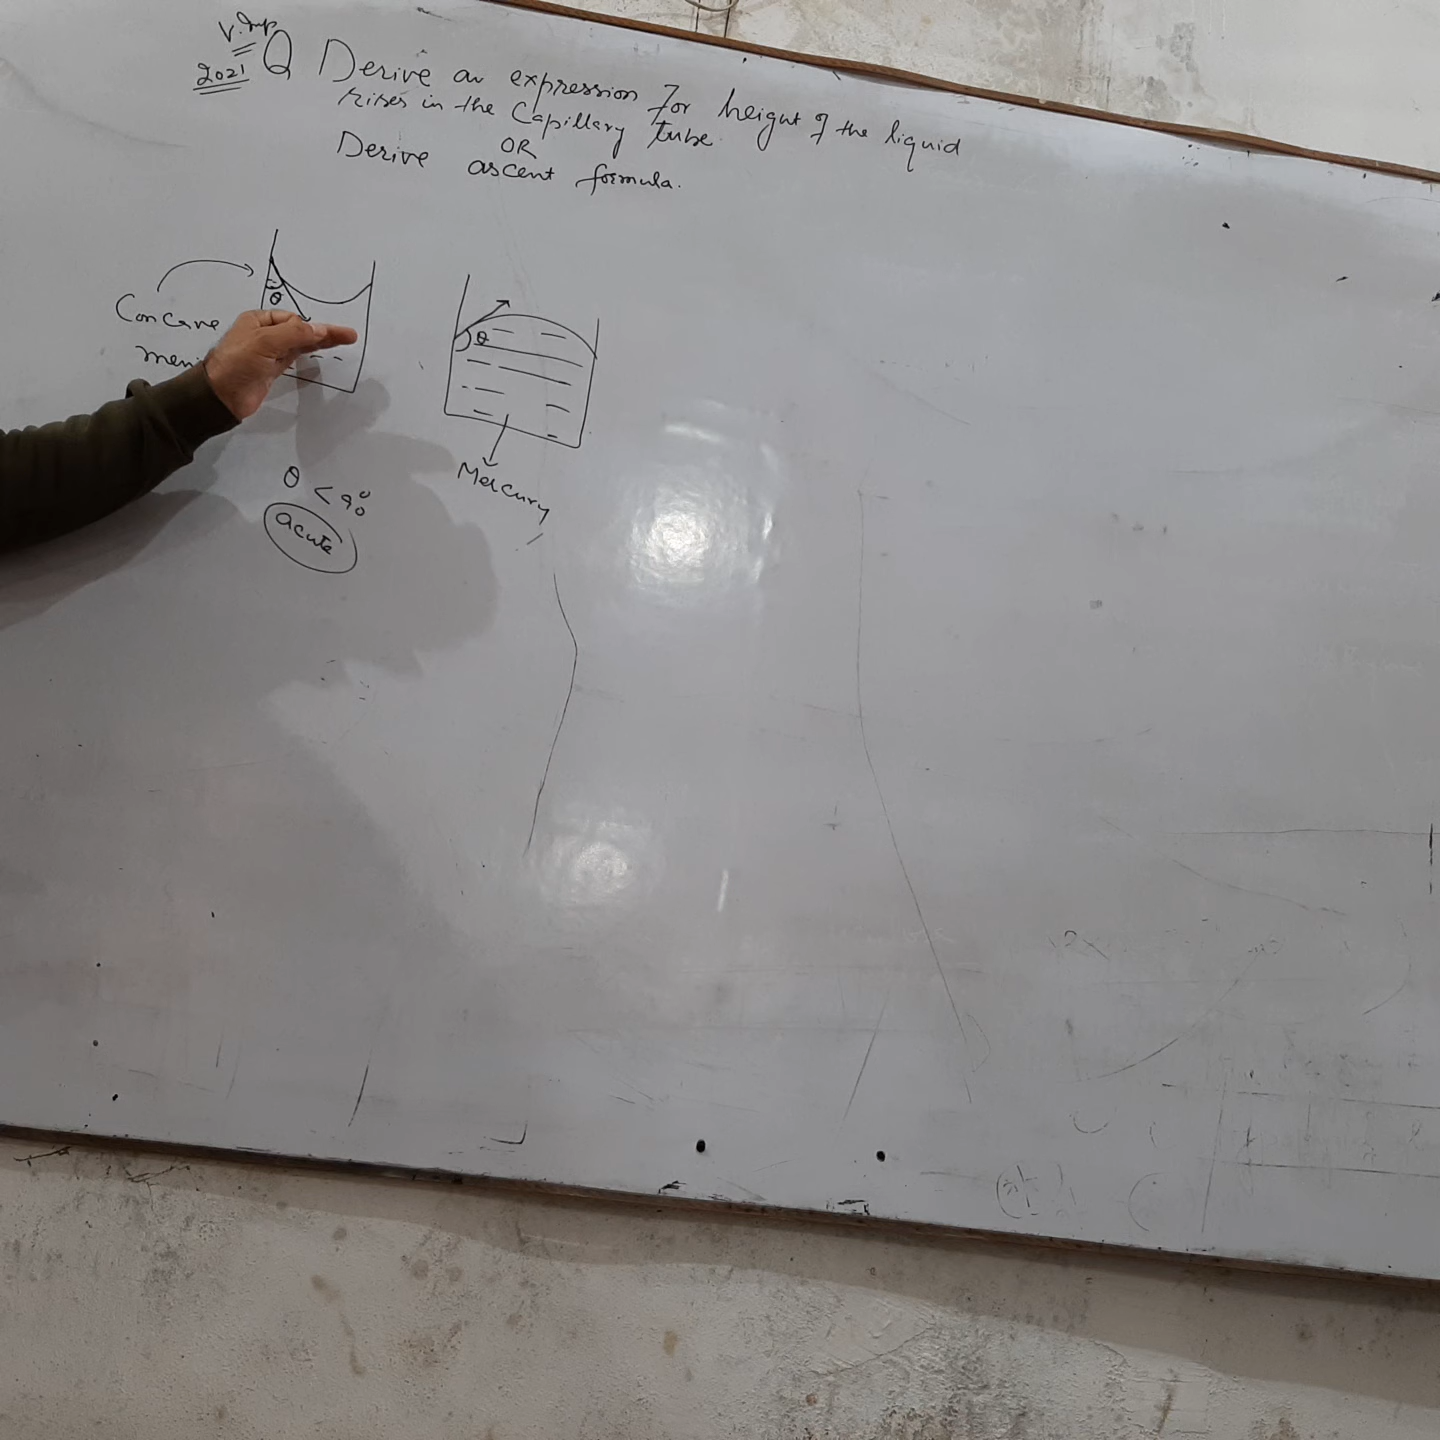 V. Imp
2021
Q Derive an expression For height of the liquid
rises in the Capillary tube.
OR
Derive ascent formula.
Concave
θ
θ
Mercury
θ < 90°
acute